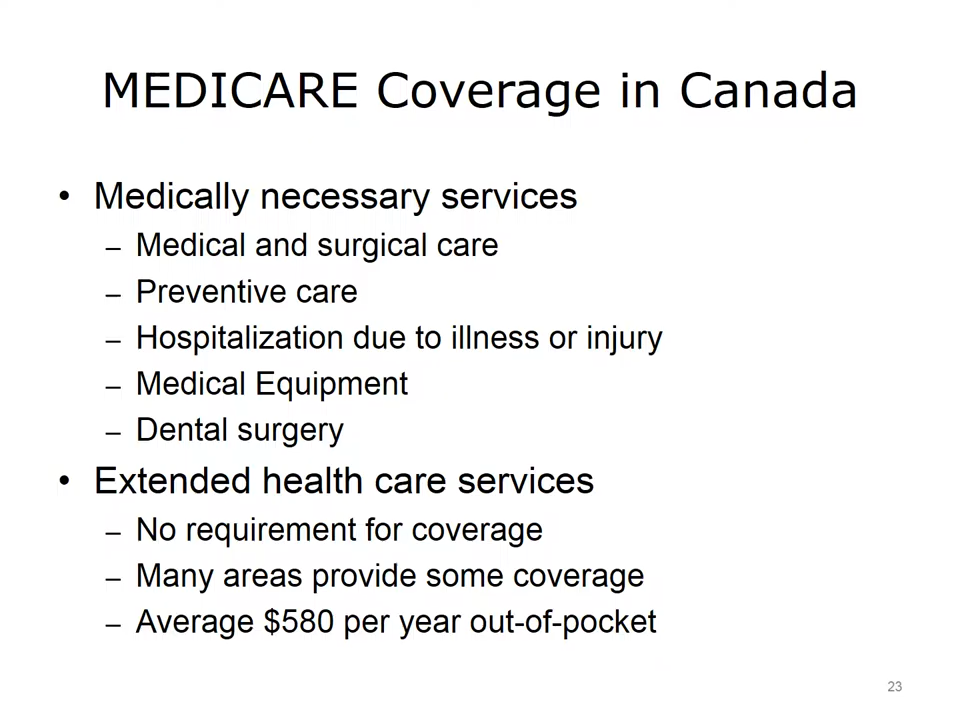 MEDICARE Coverage in Canada
• Medically necessary services
– Medical and surgical care
– Preventive care
– Hospitalization due to illness or injury
– Medical Equipment
– Dental surgery
• Extended health care services
– No requirement for coverage
– Many areas provide some coverage
– Average $580 per year out-of-pocket
23